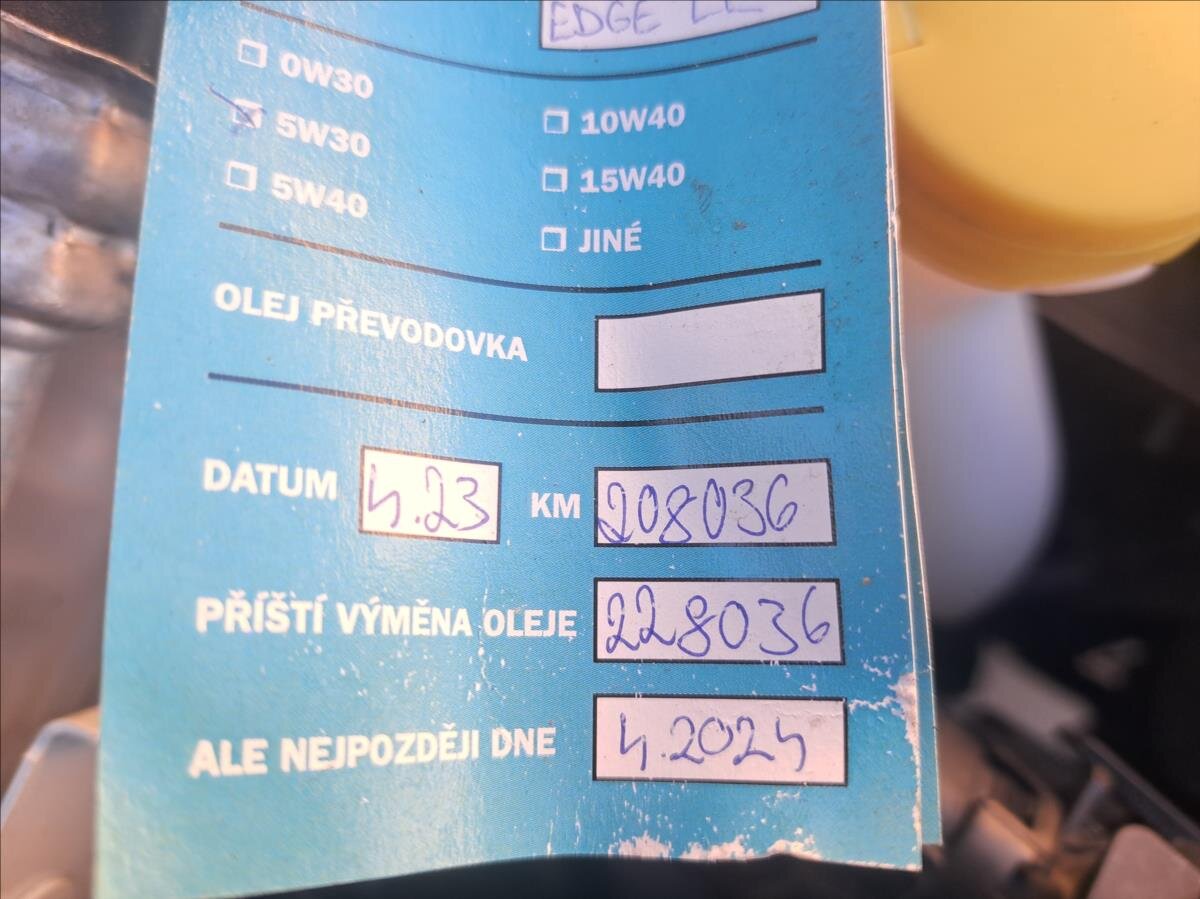 EDGE LL
0W30
5W30
10W40
5W40
15W40
JINÉ
OLEJ PŘEVODOVKA
DATUM 4.23 KM 208036
PŘÍŠTÍ VÝMĚNA OLEJE 228036
ALE NEJPOZDĚJI DNE 4.2024